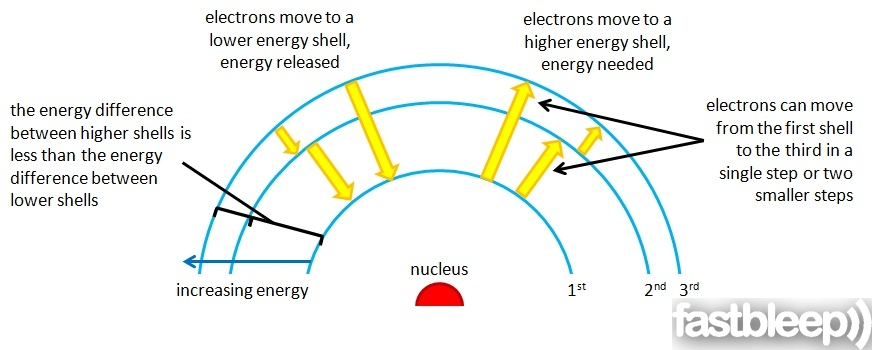 electrons move to a
lower energy shell,
energy released
electrons move to a
higher energy shell,
energy needed
the energy difference
between higher shells is
less than the energy
difference between
lower shells
electrons can move
from the first shell
to the third in a
single step or two
smaller steps
increasing energy
nucleus
1st
2nd
3rd
fastbleep